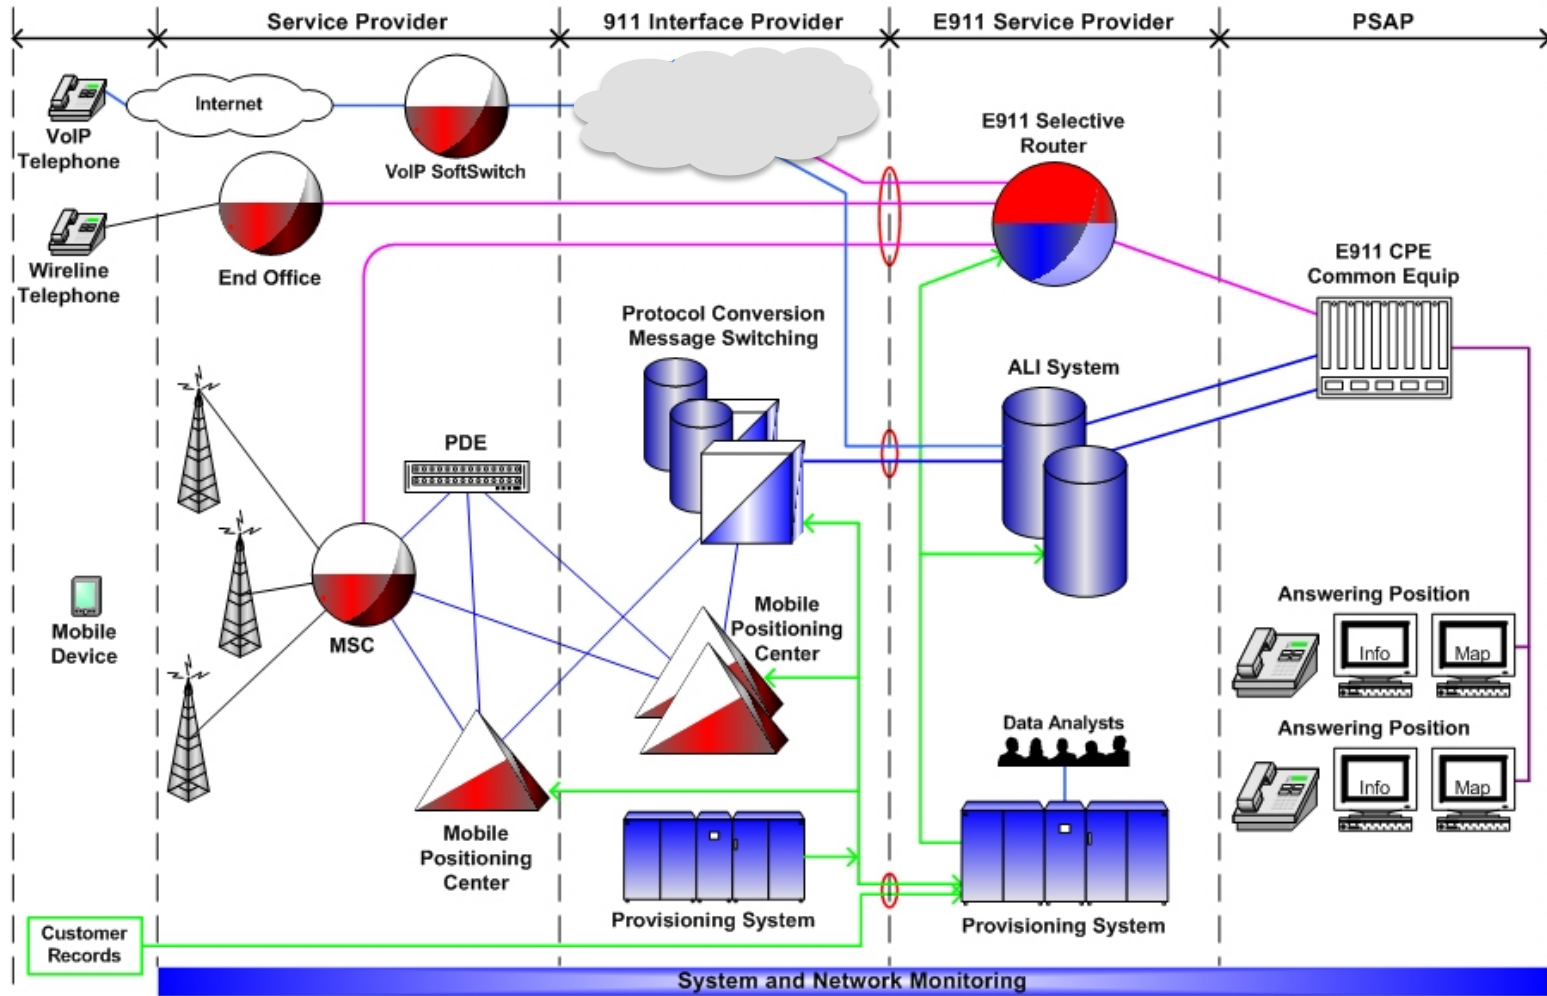 Service Provider
911 Interface Provider
E911 Service Provider
PSAP
Internet
VoIP
Telephone
VoIP SoftSwitch
E911 Selective
Router
Wireline
Telephone
End Office
E911 CPE
Common Equip
Protocol Conversion
Message Switching
ALI System
PDE
MSC
Mobile
Device
Mobile
Positioning
Center
Answering Position
Info
Map
Data Analysts
Answering Position
Info
Map
Mobile
Positioning
Center
Provisioning System
Provisioning System
Customer
Records
System and Network Monitoring